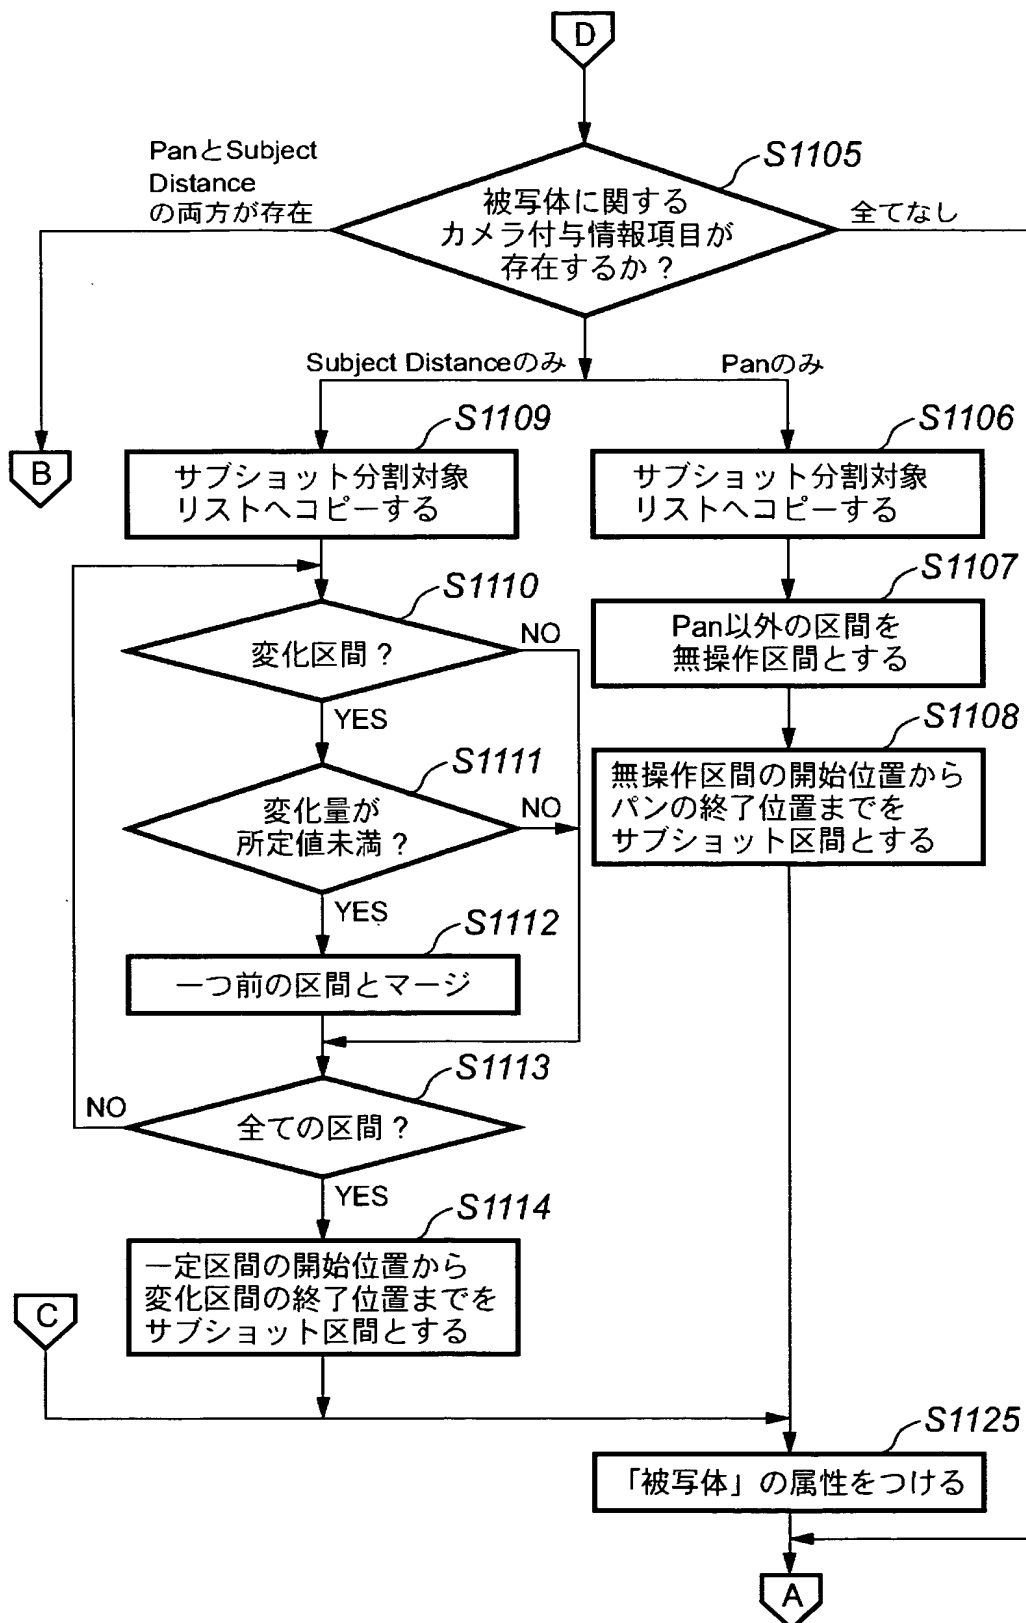 D
PanとSubject
Distance
の両方が存在
S1105
被写体に関する
カメラ付与情報項目が
存在するか？
全てなし
Subject Distanceのみ
Panのみ
B
S1109
サブショット分割対象
リストへコピーする
S1106
サブショット分割対象
リストへコピーする
S1110
変化区間？
NO
YES
S1107
Pan以外の区間を
無操作区間とする
S1111
変化量が
所定値未満？
NO
YES
S1108
無操作区間の開始位置から
パンの終了位置までを
サブショット区間とする
S1112
一つ前の区間とマージ
S1113
全ての区間？
NO
YES
S1114
一定区間の開始位置から
変化区間の終了位置までを
サブショット区間とする
C
S1125
「被写体」の属性をつける
A